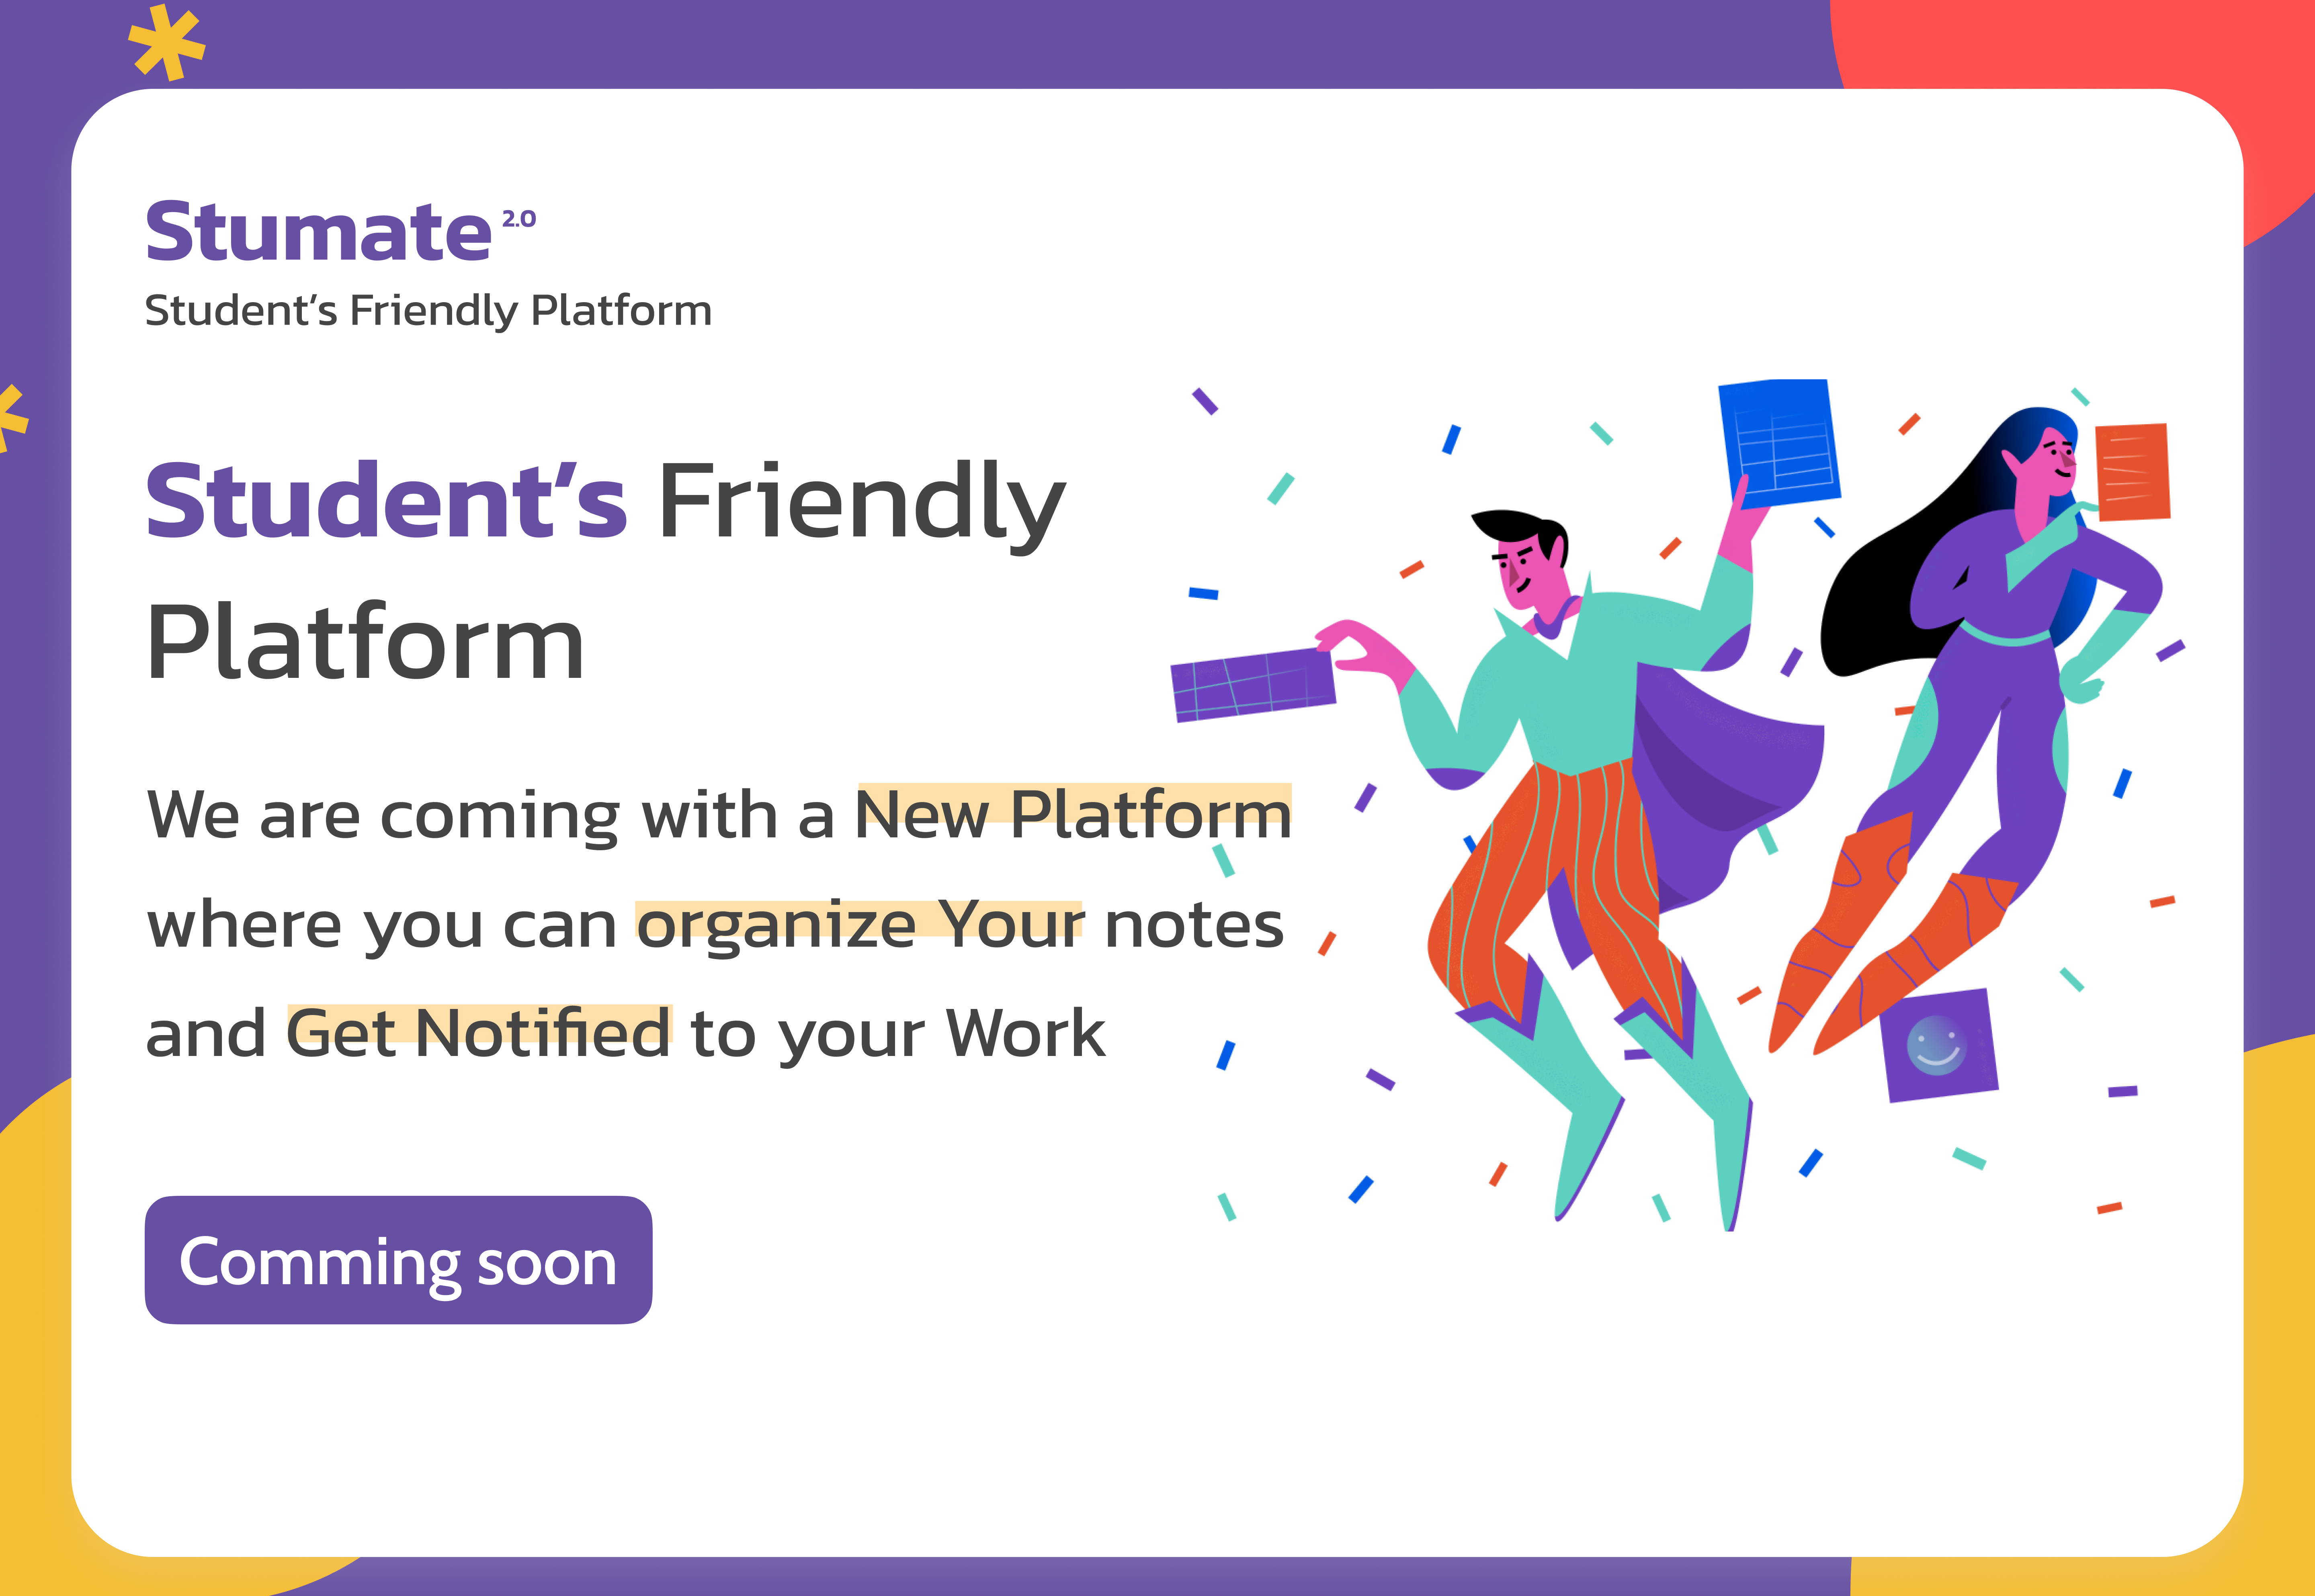 Stumate 2.0
Student’s Friendly Platform
Student’s Friendly
Platform
We are coming with a New Platform
where you can organize Your notes
and Get Notified to your Work
Comming soon